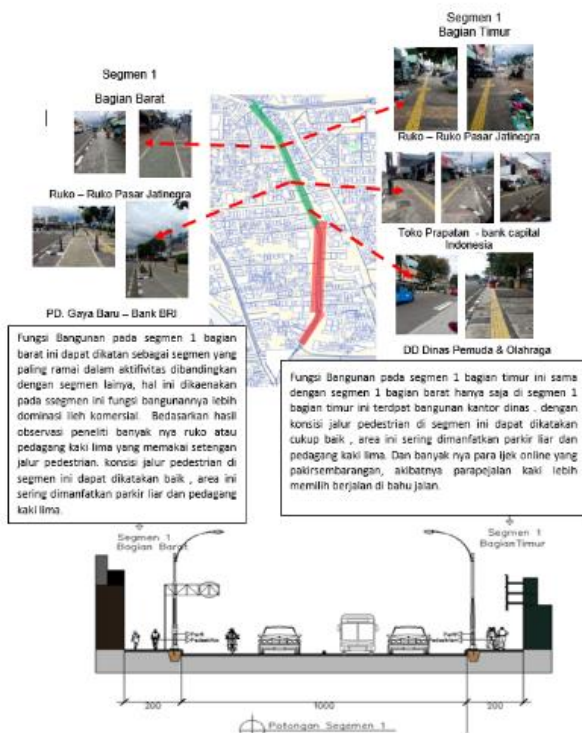 Segmen 1
Bagian Timur
Segmen 1
Bagian Barat
Ruko – Ruko Pasar Jatinegra
Ruko – Ruko Pasar Jatinegra
Toko Prapatan - bank capital
Indonesia
PD. Gaya Baru – Bank BRI
DD Dinas Pemuda & Olahraga
Fungsi Bangunan pada segmen 1 bagian
barat ini dapat dikatan sebagai segmen yang
paling ramai dalam aktifivitas dibandingkan
dengan segmen lainya, hal ini dikaenakan
pada ssegmen ini fungsi bangunannya lebih
dominasi lleh komersial. Bedasarkan hasil
observasi peneliti banyak nya ruko atau
pedagang kaki lima yang memakai setengan
jalur pedestrian. konsisi jalur pedestrian di
segmen ini dapat dikatakan baik , area ini
sering dimanfatkan parkir liar dan pedagang
kaki lima.
Fungsi Bangunan pada segmen 1 bagian timur ini sama
dengan segmen 1 bagian barat hanya saja di segmen 1
bagian timur ini terdpat bangunan kantor dinas . dengan
konsisi jalur pedestrian di segmen ini dapat dikatakan
cukup baik , area ini sering dimanfatkan parkir liar dan
pedagang kaki lima. Dan banyak nya para ijek online yang
pakirsembarangan, akibatnya parapejalan kaki lebih
memilih berjalan di bahu jalan.
Segmen 1
Bagian Barat
Segmen 1
BagianTimur
200
1000
200
Potongan Segemen 1